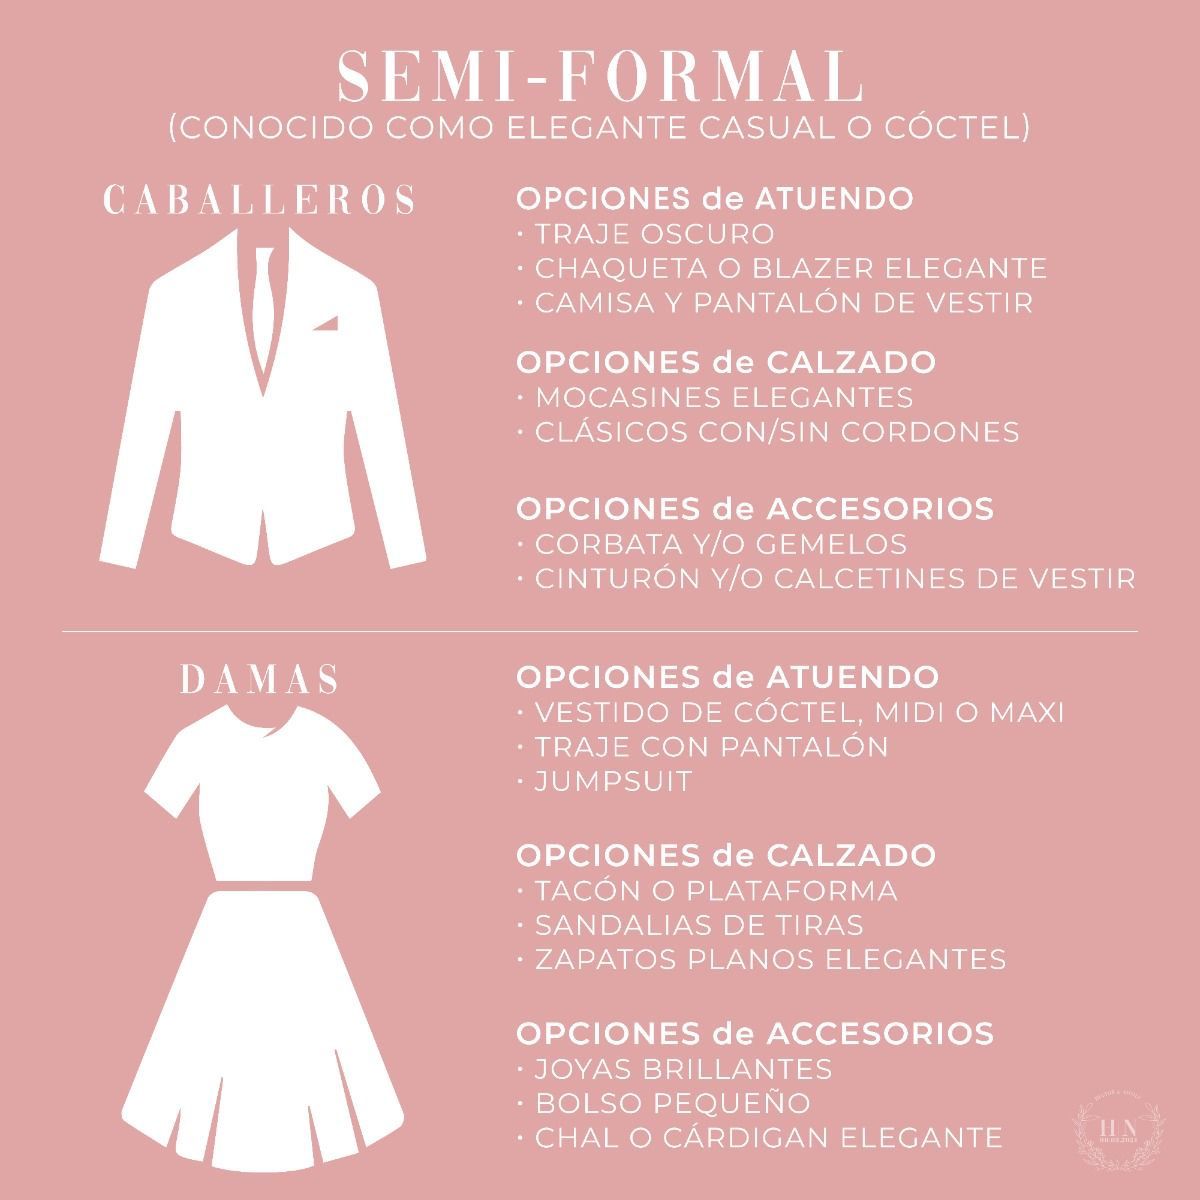 SEMI-FORMAL
(CONOCIDO COMO ELEGANTE CASUAL O CÓCTEL)
CABALLEROS
OPCIONES de ATUENDO
· TRAJE OSCURO
· CHAQUETA O BLAZER ELEGANTE
· CAMISA Y PANTALÓN DE VESTIR
OPCIONES de CALZADO
· MOCASINES ELEGANTES
· CLÁSICOS CON/SIN CORDONES
OPCIONES de ACCESORIOS
· CORBATA Y/O GEMELOS
· CINTURÓN Y/O CALCETINES DE VESTIR
DAMAS
OPCIONES de ATUENDO
· VESTIDO DE CÓCTEL, MIDI O MAXI
· TRAJE CON PANTALÓN
· JUMPSUIT
OPCIONES de CALZADO
· TACÓN O PLATAFORMA
· SANDALIAS DE TIRAS
· ZAPATOS PLANOS ELEGANTES
OPCIONES de ACCESORIOS
· JOYAS BRILLANTES
· BOLSO PEQUEÑO
· CHAL O CÁRDIGAN ELEGANTE
H N